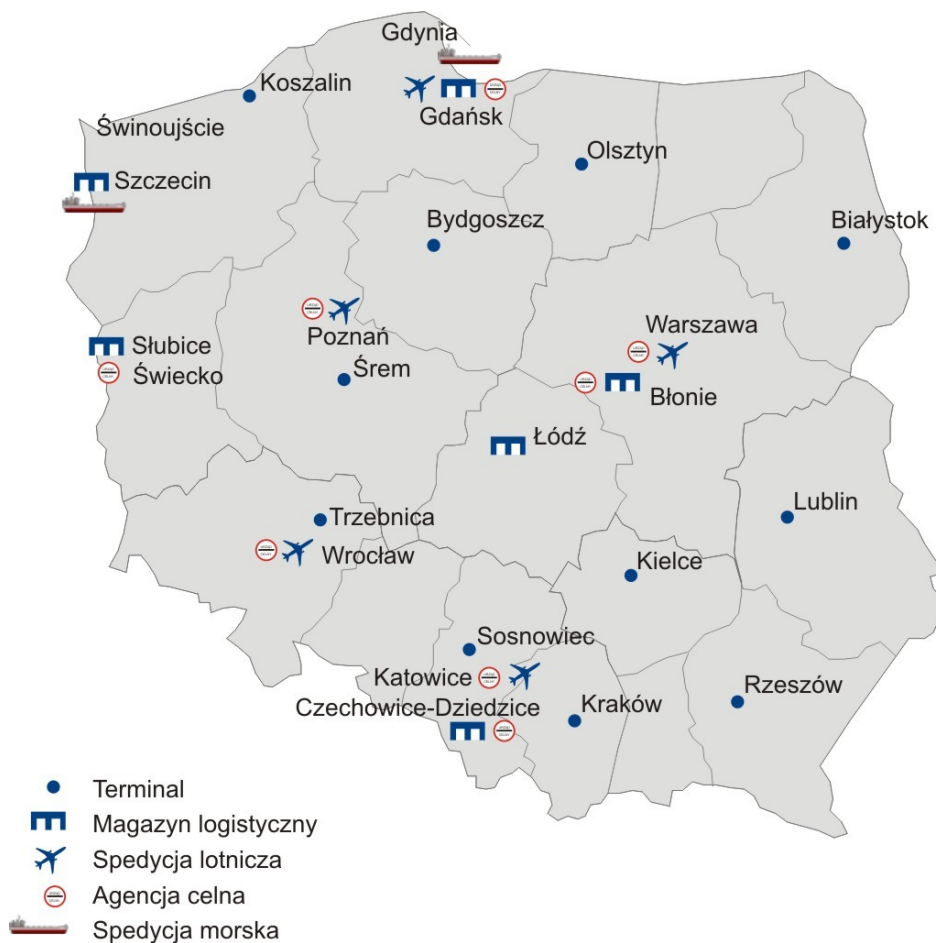 Gdynia
Koszalin
Gdańsk
Świnoujście
Olsztyn
Szczecin
Bydgoszcz
Białystok
Warszawa
Poznań
Słubice
Śrem
Świecko
Błonie
Łódź
Lublin
Trzebnica
Wrocław
Kielce
Sosnowiec
Katowice
Rzeszów
Czechowice-Dziedzice
Kraków
Terminal
Magazyn logistyczny
Spedycja lotnicza
Agencja celna
Spedycja morska